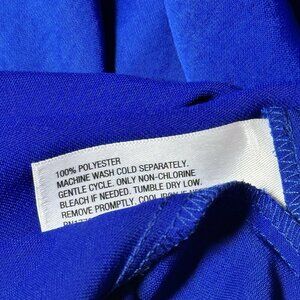 100% POLYESTER
MACHINE WASH COLD SEPARATELY.
GENTLE CYCLE. ONLY NON-CHLORINE
BLEACH IF NEEDED. TUMBLE DRY LOW.
REMOVE PROMPTLY. COOL IRON IF